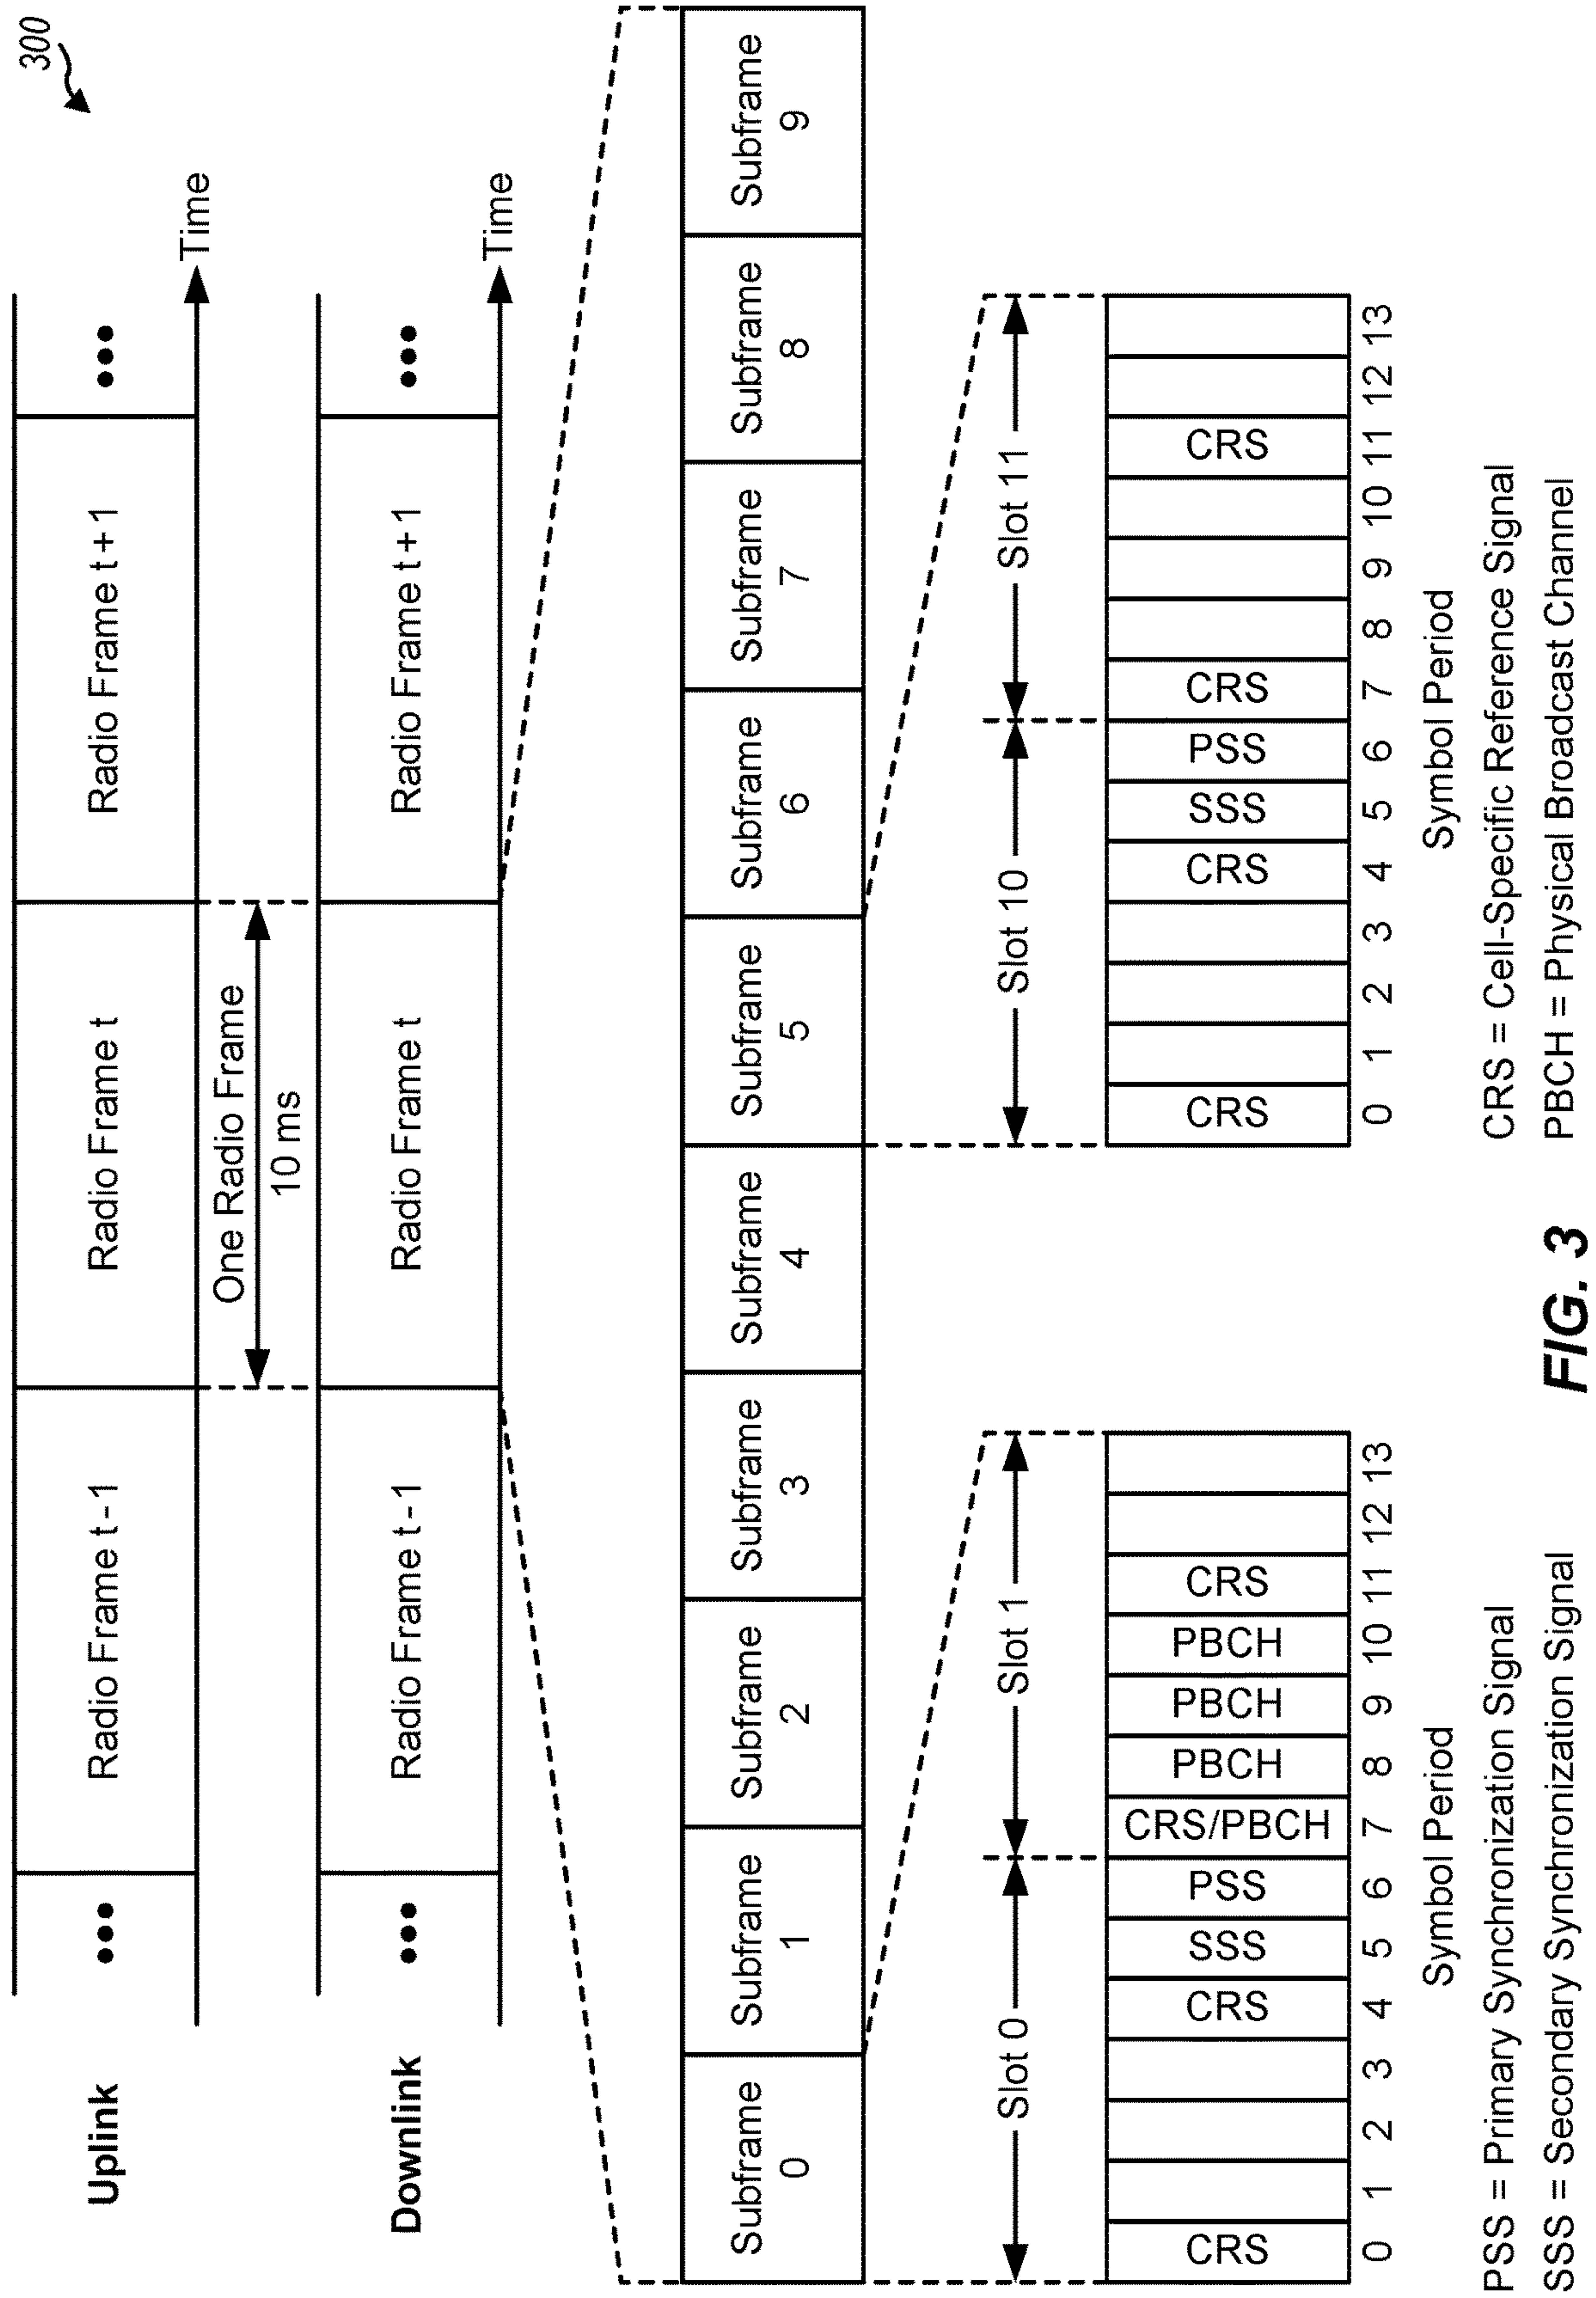 300
Uplink
••• Radio Frame t - 1 Radio Frame t Radio Frame t + 1 •••
Time
One Radio Frame
10 ms
Downlink
••• Radio Frame t - 1 Radio Frame t Radio Frame t + 1 •••
Time
Subframe Subframe Subframe Subframe Subframe Subframe Subframe Subframe Subframe Subframe
0 1 2 3 4 5 6 7 8 9
Slot 0 Slot 1 Slot 10 Slot 11
CRS CRS SSS PSS CRS/PBCH PBCH PBCH PBCH CRS
0 1 2 3 4 5 6 7 8 9 10 11 12 13
Symbol Period
CRS CRS SSS PSS CRS CRS
0 1 2 3 4 5 6 7 8 9 10 11 12 13
Symbol Period
PSS = Primary Synchronization Signal
SSS = Secondary Synchronization Signal
CRS = Cell-Specific Reference Signal
PBCH = Physical Broadcast Channel
FIG. 3